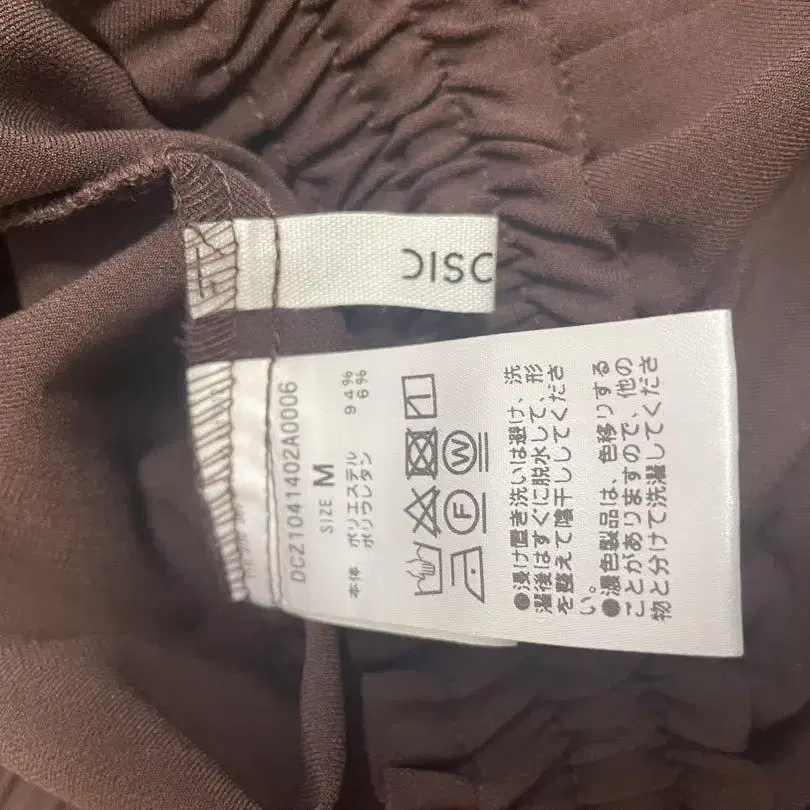 OSIC
DCZ1041402A0006
SIZE M
本体 ポリエステル 94%
ポリウレタン 6%
W
F
●浸け置き洗いは避け、洗
濯後はすぐに脱水して、形
を整えて陰干ししてくださ
い。
●濃色製品は、色移りする
ことがありますので、他の
物と分けて洗濯してくださ